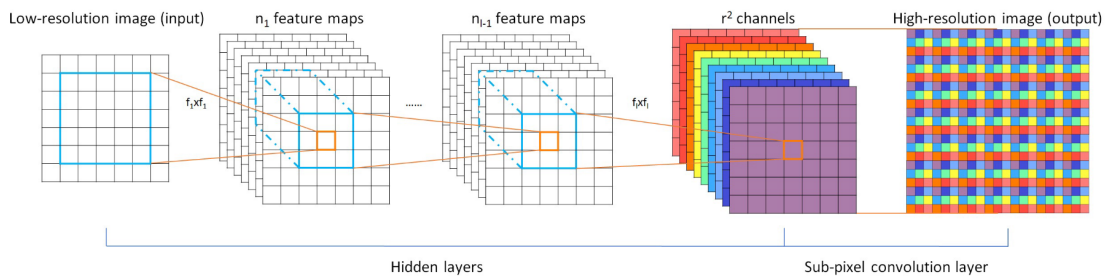 Low-resolution image (input)
n1 feature maps
nl-1 feature maps
r² channels
High-resolution image (output)
f1xf1
......
flxfl
Hidden layers
Sub-pixel convolution layer